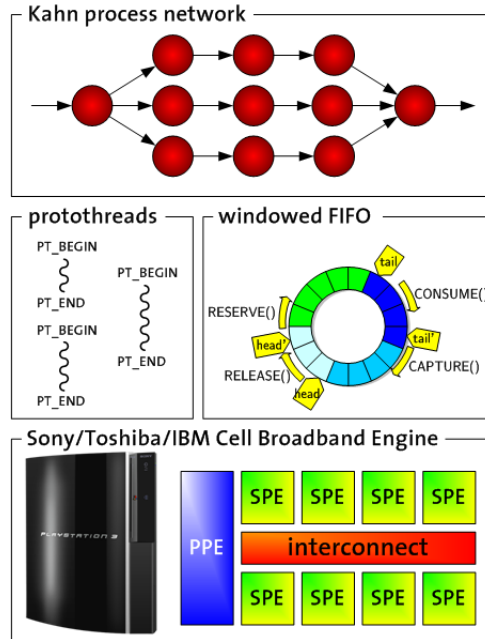 Kahn process network
protothreads
PT_BEGIN
PT_END
PT_BEGIN
PT_END
PT_BEGIN
PT_END
windowed FIFO
tail
CONSUME()
RESERVE()
head'
tail'
RELEASE()
CAPTURE()
head
Sony/Toshiba/IBM Cell Broadband Engine
PLAYSTATION 3
PPE
SPE SPE SPE SPE
interconnect
SPE SPE SPE SPE